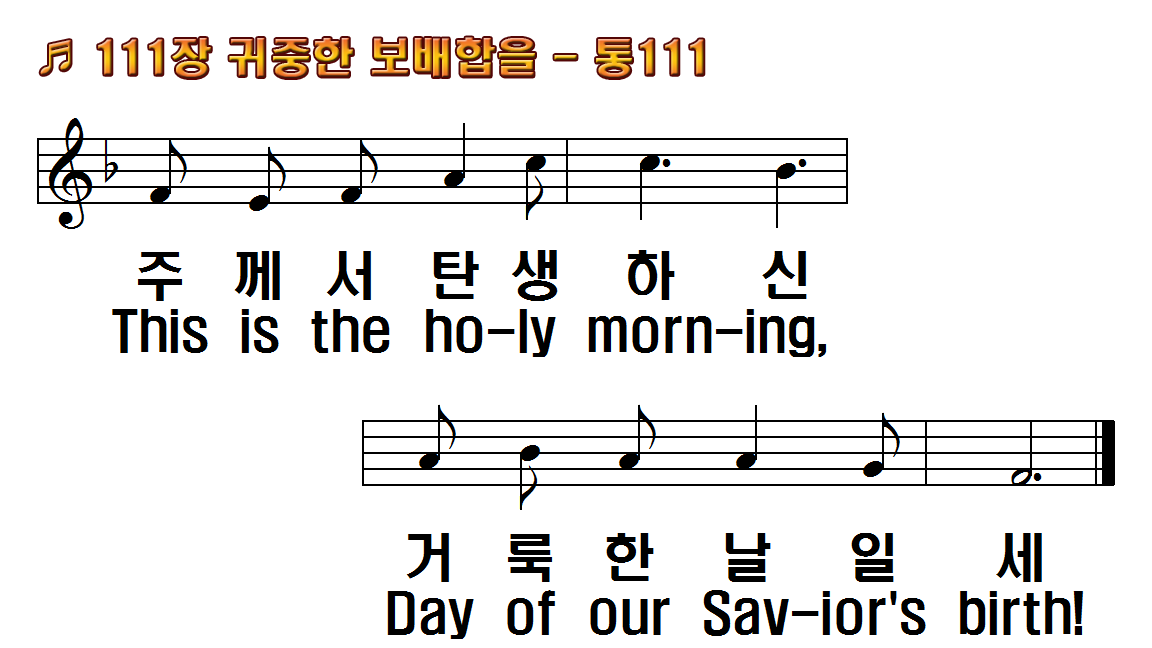 111장 귀중한 보배합을 - 통111
주 께 서 탄 생 하 신
This is the ho-ly morn-ing,
거 룩 한 날 일 세
Day of our Sav-ior's birth!